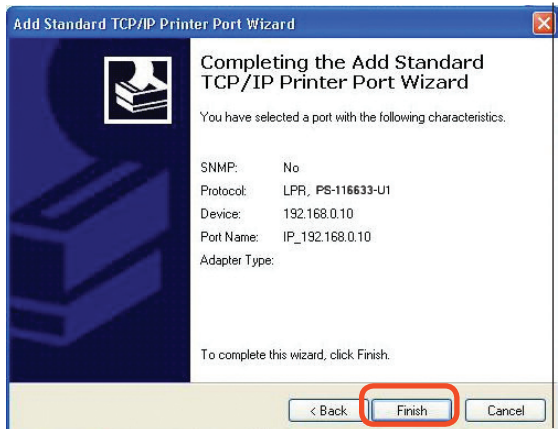 Add Standard TCP/IP Printer Port Wizard
Completing the Add Standard
TCP/IP Printer Port Wizard
You have selected a port with the following characteristics.
SNMP: No
Protocol: LPR, PS-116633-U1
Device: 192.168.0.10
Port Name: IP_192.168.0.10
Adapter Type:
To complete this wizard, click Finish.
< Back Finish Cancel